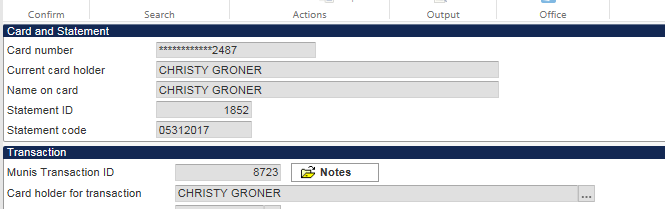 Confirm Search Actions Output Office
Card and Statement
Card number ************2487
Current card holder CHRISTY GRONER
Name on card CHRISTY GRONER
Statement ID 1852
Statement code 05312017
Transaction
Munis Transaction ID 8723 Notes
Card holder for transaction CHRISTY GRONER ...